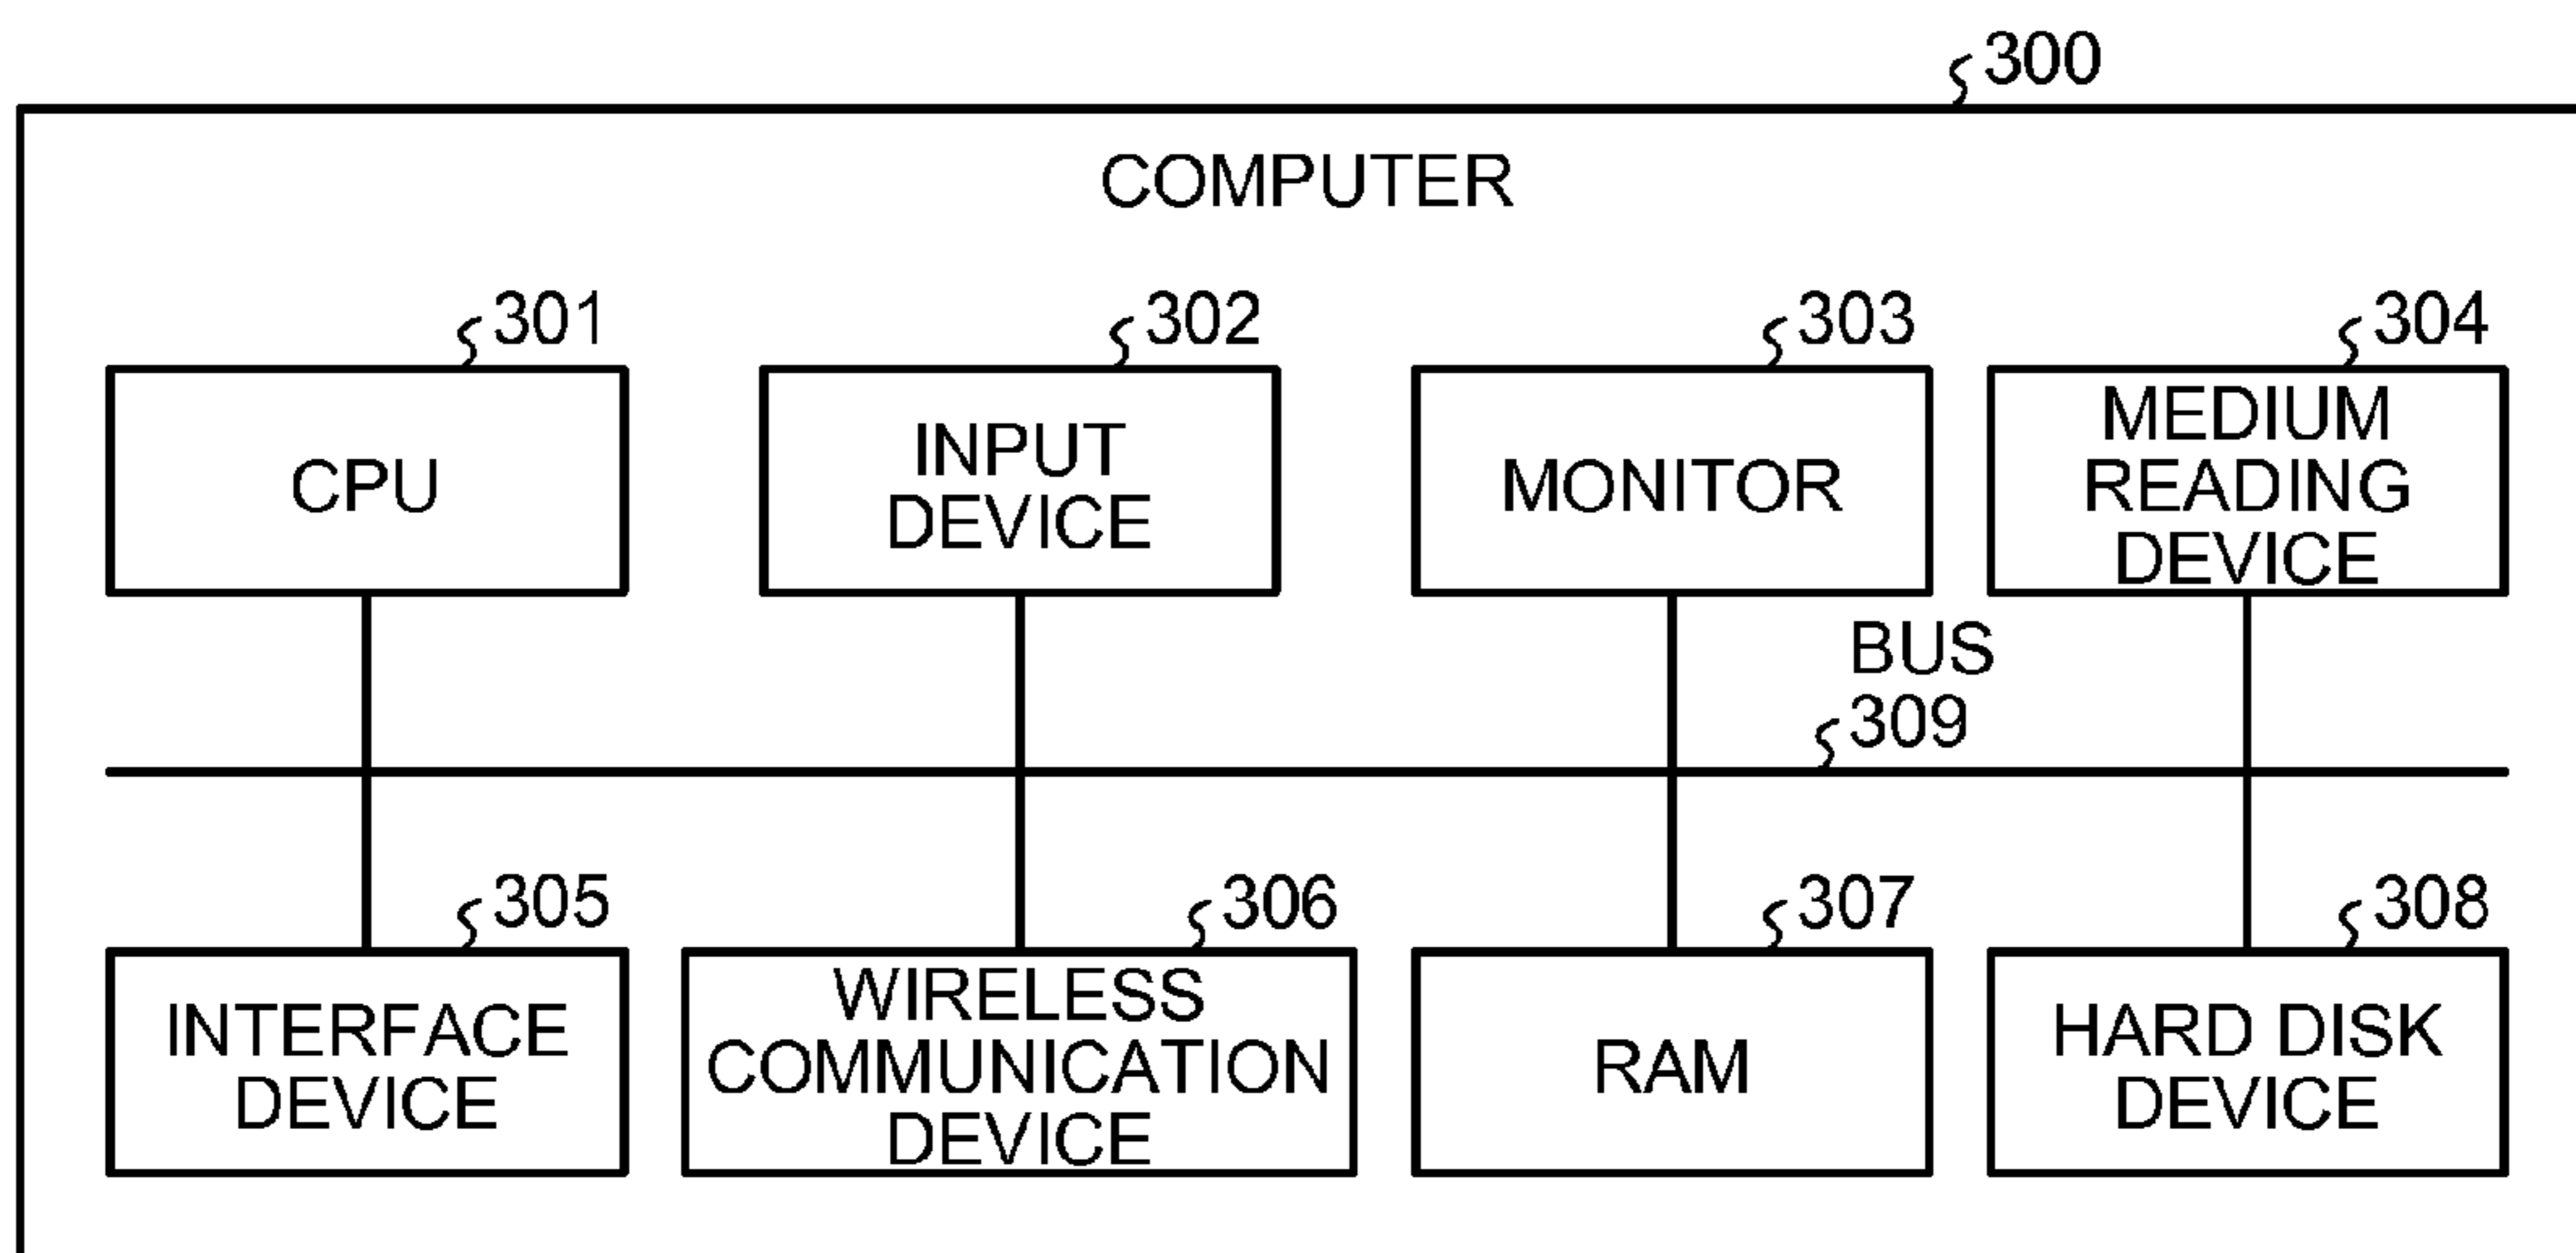 300
COMPUTER
301
302
303
304
CPU
INPUT
DEVICE
MONITOR
MEDIUM
READING
DEVICE
BUS
309
305
306
307
308
INTERFACE
DEVICE
WIRELESS
COMMUNICATION
DEVICE
RAM
HARD DISK
DEVICE